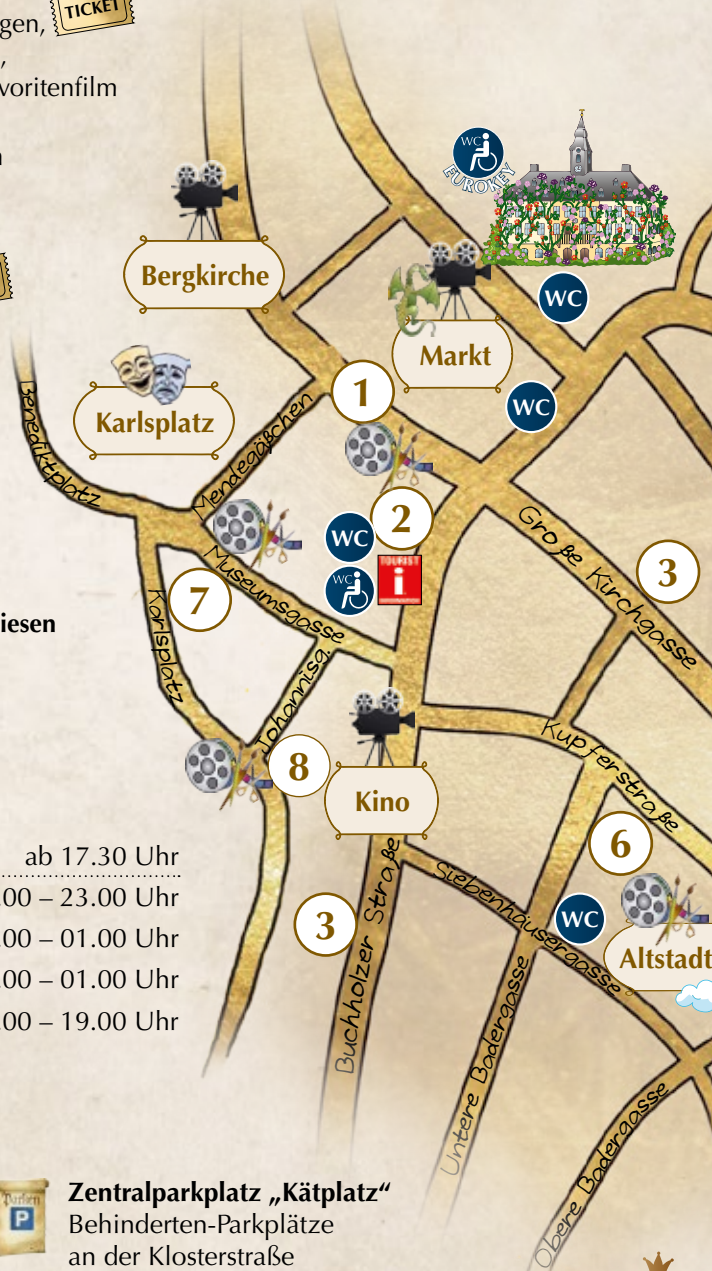 TICKET
gen,
,
voritenfilm
WC
EUROKEY
Bergkirche
WC
Markt
1
WC
Karlsplatz
Benediktplatz
Mendegäßchen
2
WC
WC
TOURIST
i
Große Kirchgasse
3
7
Museumsgasse
iesen
Karlsplatz
Johannisg.
8
Kino
Kupferstraße
6
ab 17.30 Uhr
.00 – 23.00 Uhr
.00 – 01.00 Uhr
.00 – 01.00 Uhr
.00 – 19.00 Uhr
3
Buchholzer Straße
Siebenhäusergasse
WC
Altstadt
Untere Badergasse
Obere Badergasse
Parken
P
Zentralparkplatz „Kätplatz“
Behinderten-Parkplätze
an der Klosterstraße